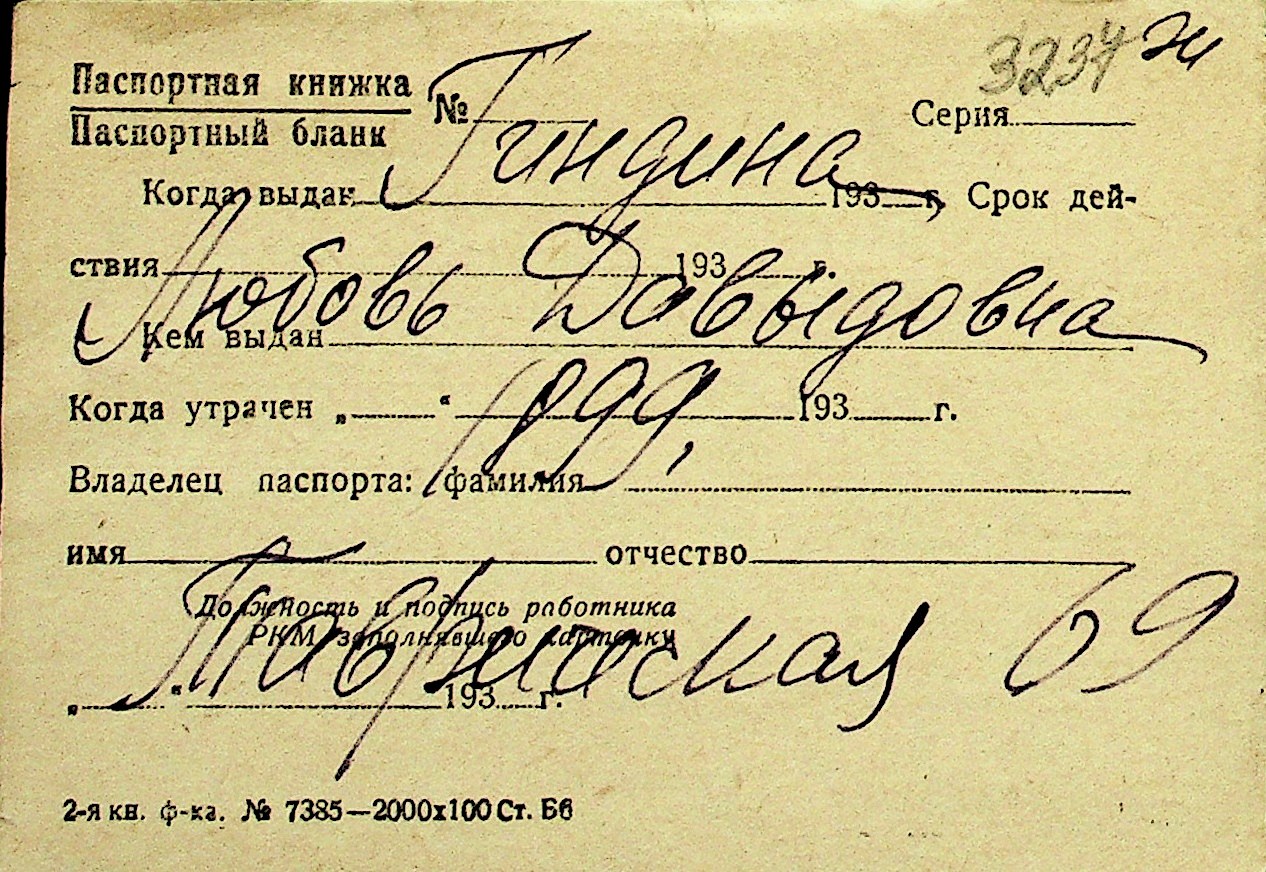 3234 ж
Паспортная книжка
Паспортный бланк № Серия
Гиндина
Когда выдан 193 г. Срок дей-
ствия 193 г.
Любовь Давыдовна
Кем выдан
Когда утрачен „ “ 193 г.
1899,
Владелец паспорта: фамилия
имя отчество
Должность и подпись работника
РКМ, заполнявшего карточку
Таврическая 69
„ “ 193 г.
2-я кн. ф-ка. № 7385—2000х100 Ст. Бв